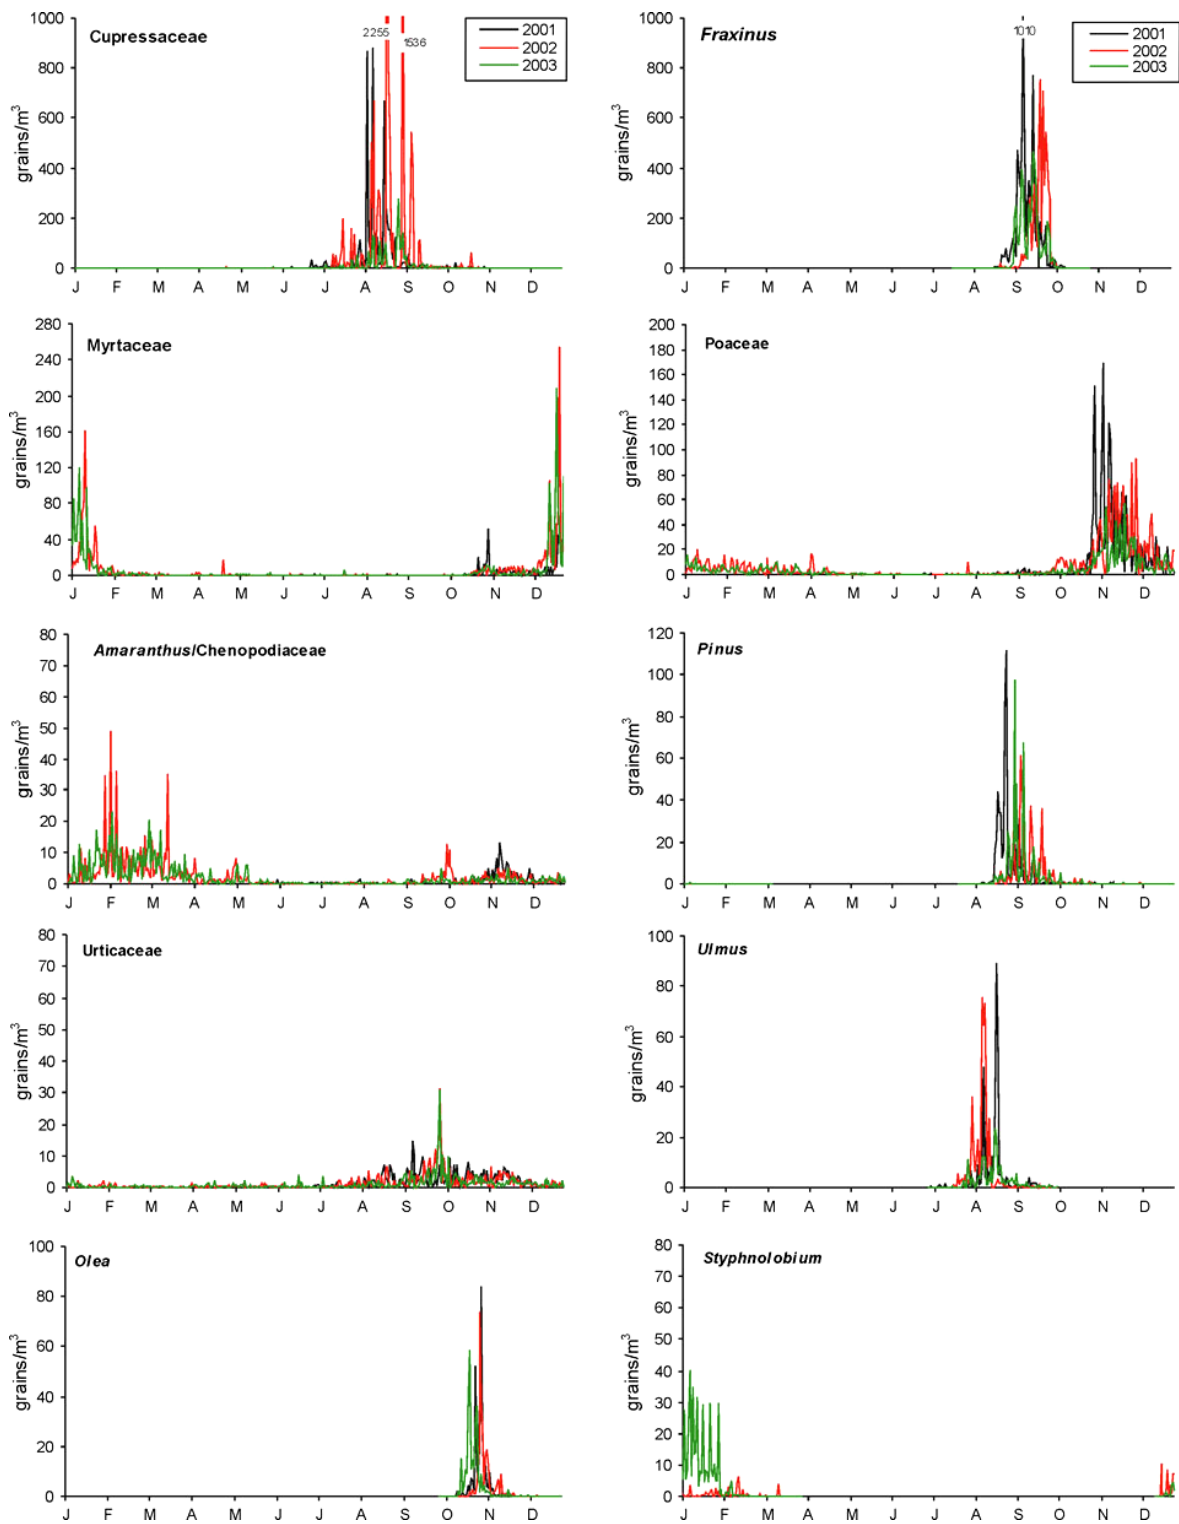 Cupressaceae
2255
1536
2001
2002
2003
grains/m³
1000
800
600
400
200
0
J F M A M J J A S O N D
Fraxinus
1010
2001
2002
2003
grains/m³
1000
800
600
400
200
0
J F M A M J J A S O N D
Myrtaceae
grains/m³
280
240
200
160
120
80
40
0
J F M A M J J A S O N D
Poaceae
grains/m³
200
180
160
140
120
100
80
60
40
20
0
J F M A M J J A S O N D
Amaranthus/Chenopodiaceae
grains/m³
80
70
60
50
40
30
20
10
0
J F M A M J J A S O N D
Pinus
grains/m³
120
100
80
60
40
20
0
J F M A M J J A S O N D
Urticaceae
grains/m³
80
70
60
50
40
30
20
10
0
J F M A M J J A S O N D
Ulmus
grains/m³
100
80
60
40
20
0
J F M A M J J A S O N D
Olea
grains/m³
100
80
60
40
20
0
J F M A M J J A S O N D
Styphnolobium
grains/m³
80
70
60
50
40
30
20
10
0
J F M A M J J A S O N D